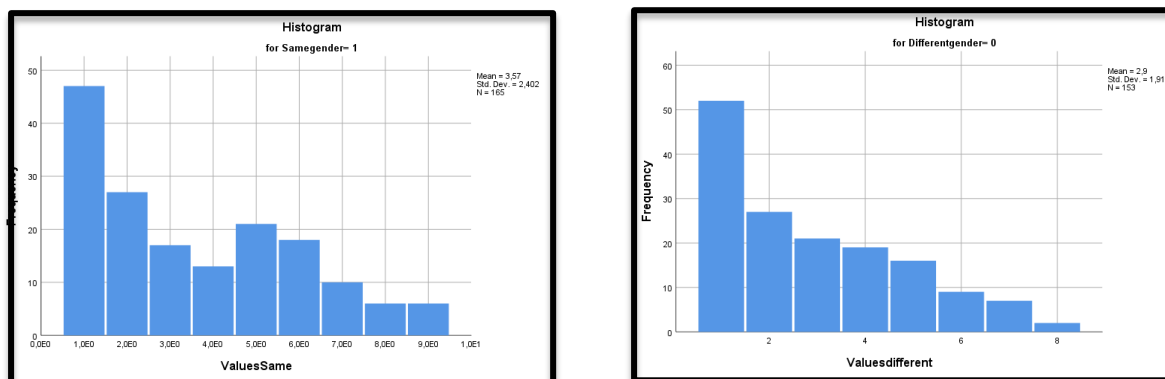 Histogram
for Samegender= 1
Mean = 3,57
Std. Dev. = 2,402
N = 165
50
40
30
20
10
0
Frequency
0,0E0 1,0E0 2,0E0 3,0E0 4,0E0 5,0E0 6,0E0 7,0E0 8,0E0 9,0E0 1,0E1
ValuesSame
Histogram
for Differentgender= 0
Mean = 2,9
Std. Dev. = 1,91
N = 153
60
50
40
30
20
10
0
Frequency
2 4 6 8
Valuesdifferent